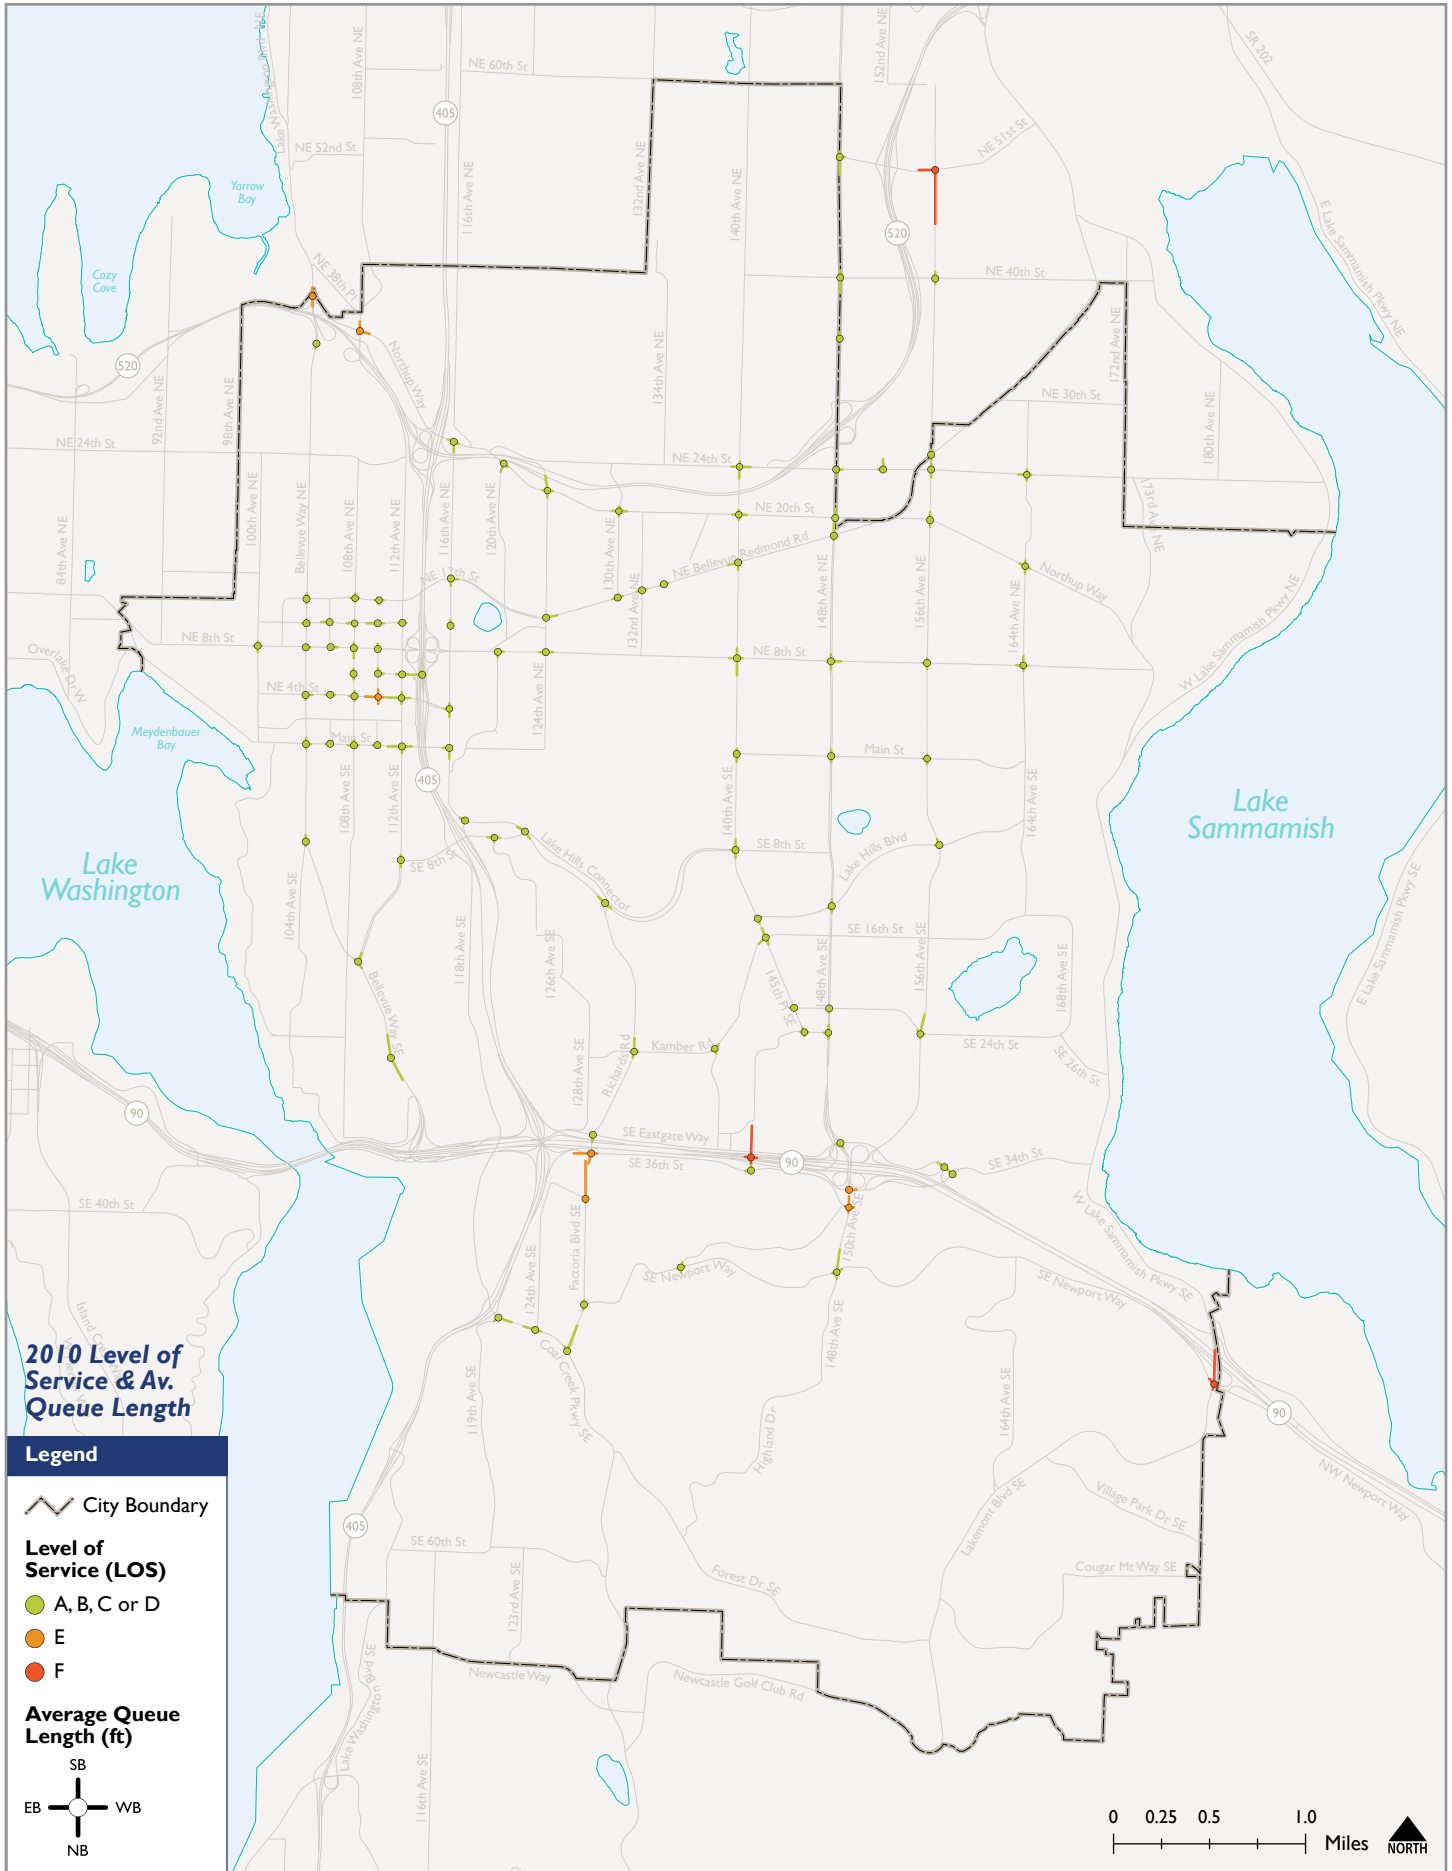 Lake Washington Blvd NE
108th Ave NE
NE 60th St
152nd Ave NE
SR 202
405
NE 52nd St
116th Ave NE
132nd Ave NE
140th Ave NE
NE 51st St
Yarrow
Bay
E Lake Sammamish Pkwy NE
520
Cozy
Cove
NE 38th Pl
NE 40th St
520
Northup Way
134th Ave NE
172nd Ave NE
92nd Ave NE
98th Ave NE
NE 30th St
180th Ave NE
NE 24th St
NE 24th St
100th Ave NE
Bellevue Way NE
108th Ave NE
112th Ave NE
116th Ave NE
120th Ave NE
NE 20th St
173rd Ave NE
84th Ave NE
130th Ave NE
NE Bellevue Redmond Rd
NE 12th St
132nd Ave NE
148th Ave NE
156th Ave NE
164th Ave NE
Northup Way
NE 8th St
NE 8th St
W Lake Sammamish Pkwy NE
Overlake Dr W
NE 4th St
124th Ave NE
Meydenbauer
Bay
Main St
Main St
405
108th Ave SE
112th Ave SE
140th Ave SE
164th Ave SE
Lake
Sammamish
Lake
Washington
SE 8th St
Lake Hills Connector
SE 8th St
Lake Hills Blvd
104th Ave SE
118th Ave SE
126th Ave SE
SE 16th St
148th Ave SE
156th Ave SE
168th Ave SE
E Lake Sammamish Pkwy SE
Bellevue Way SE
145th Pl SE
128th Ave SE
Richards Rd
Kamber Rd
SE 24th St
SE 26th St
90
SE Eastgate Way
SE 36th St
90
SE 34th St
SE 40th St
W Lake Sammamish Pkwy SE
150th Ave SE
Factoria Blvd SE
124th Ave SE
SE Newport Way
SE Newport Way
Coal Creek Pkwy SE
148th Ave SE
119th Ave SE
Highland Dr
164th Ave SE
90
NW Newport Way
Village Park Dr SE
Lakemont Blvd SE
Cougar Mt Way SE
405
SE 60th St
123rd Ave SE
Forest Dr SE
Newcastle Way
Newcastle Golf Club Rd
Lake Washington Blvd SE
116th Ave SE
2010 Level of
Service & Av.
Queue Length
Legend
City Boundary
Level of
Service (LOS)
A, B, C or D
E
F
Average Queue
Length (ft)
SB
EB
WB
NB
0 0.25 0.5 1.0
Miles
NORTH